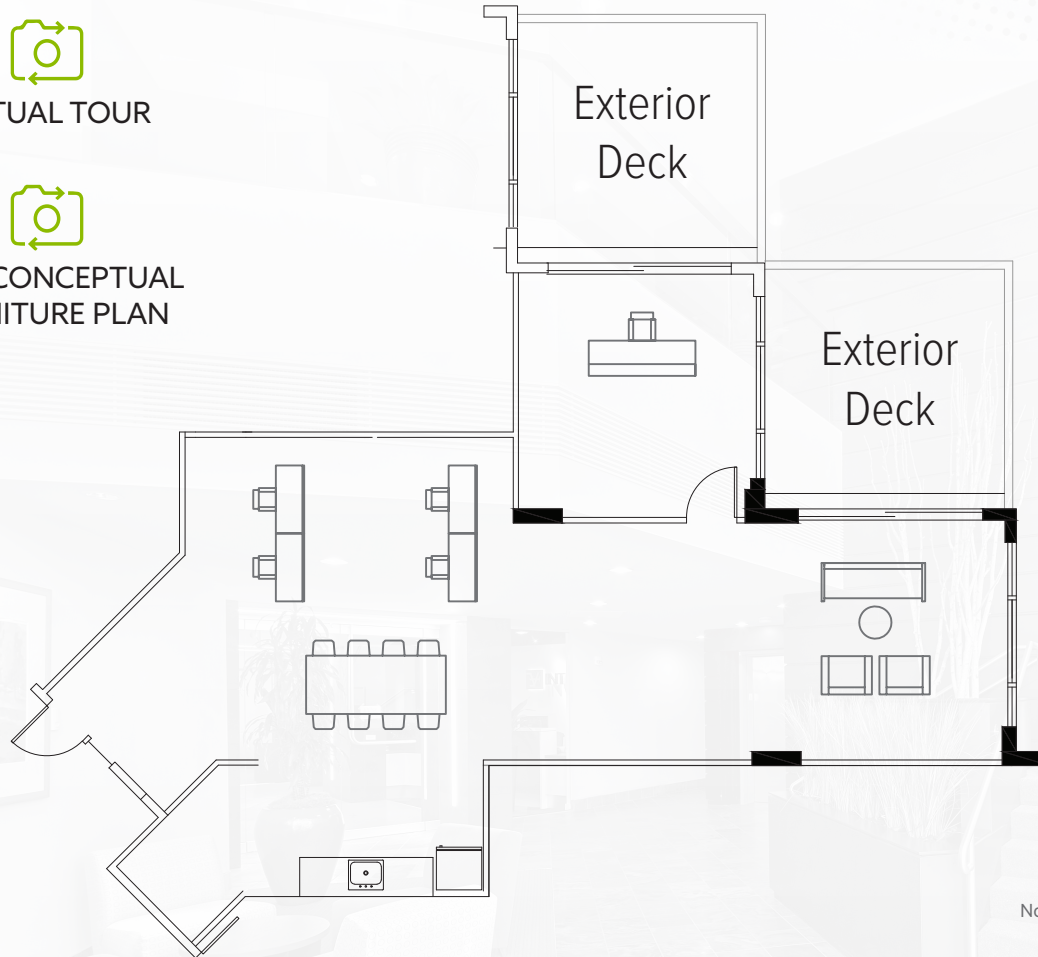 TUAL TOUR
CONCEPTUAL
NITURE PLAN
Exterior
Deck
Exterior
Deck